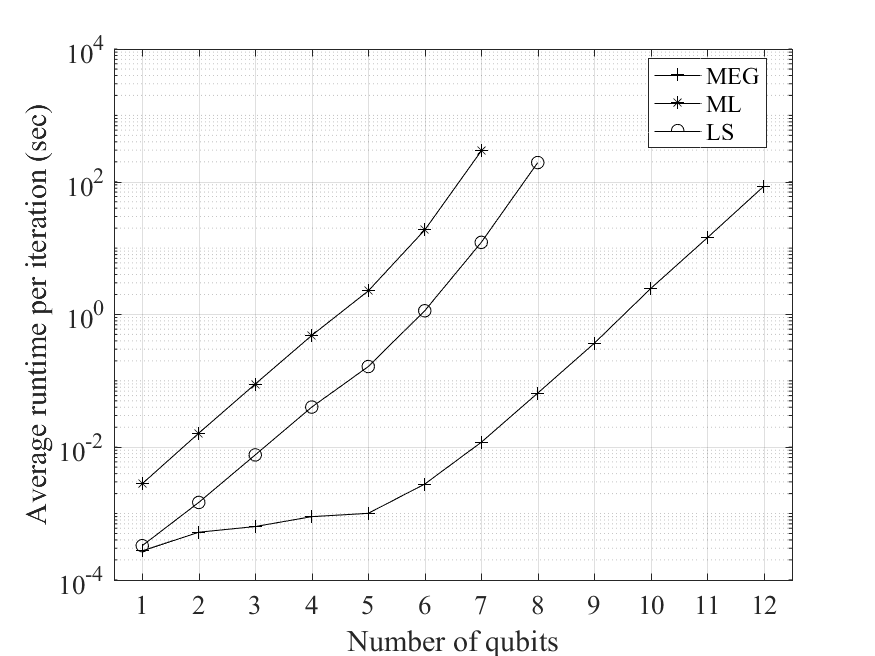 10^4
10^2
10^0
10^-2
10^-4
Average runtime per iteration (sec)
MEG
ML
LS
1 2 3 4 5 6 7 8 9 10 11 12
Number of qubits